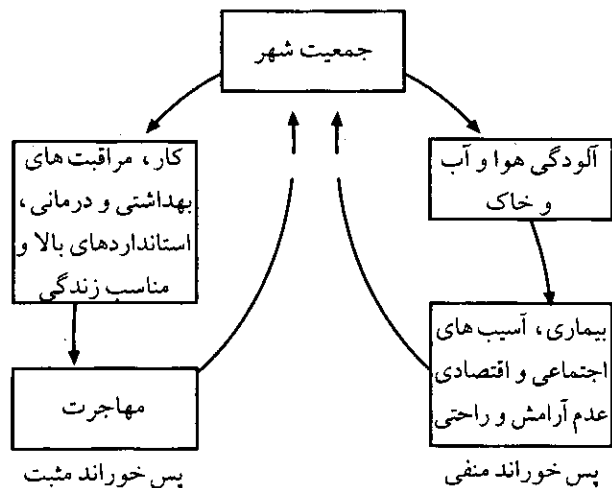 جمعیت شهر
آلودگی هوا و آب
و خاک
بیماری، آسیب های
اجتماعی و اقتصادی
عدم آرامش و راحتی
پس خوراند منفی
کار، مراقبت های
بهداشتی و درمانی،
استانداردهای بالا و
مناسب زندگی
مهاجرت
پس خوراند مثبت